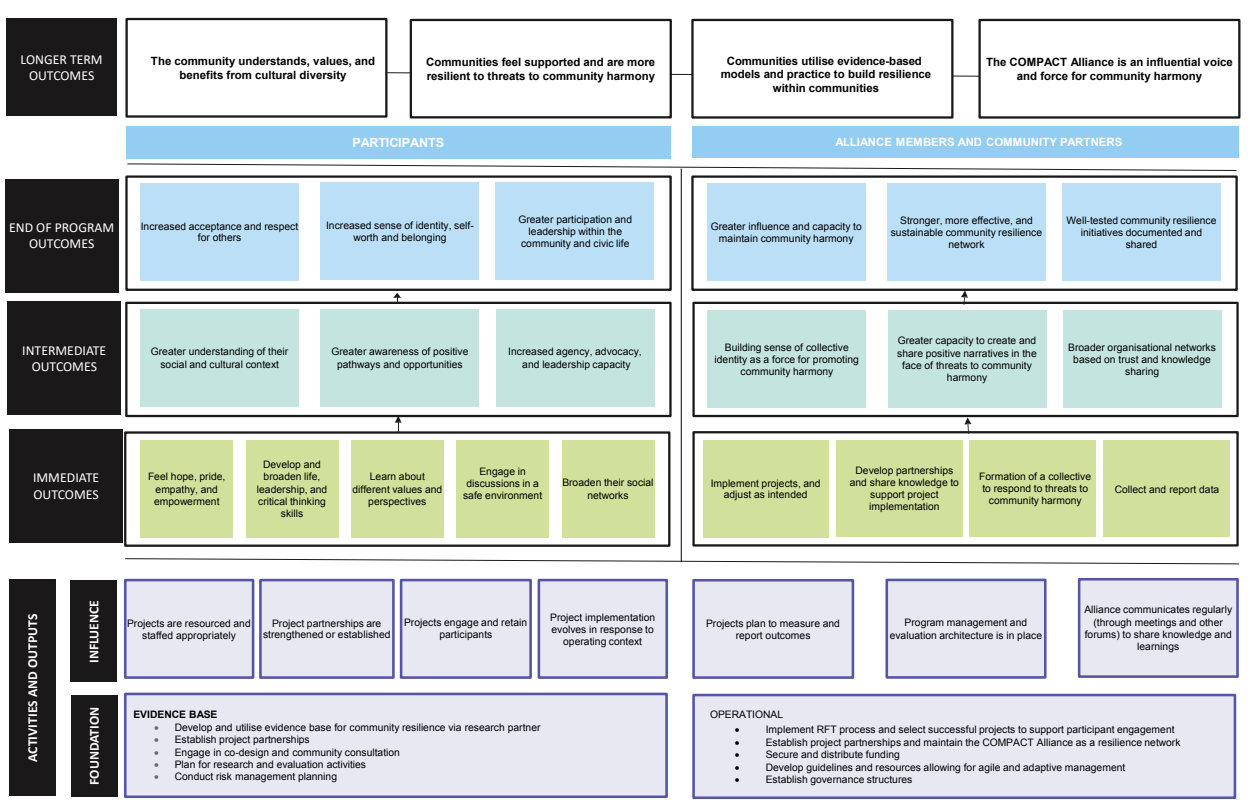 LONGER TERM
OUTCOMES
The community understands, values, and
benefits from cultural diversity
Communities feel supported and are more
resilient to threats to community harmony
Communities utilise evidence-based
models and practice to build resilience
within communities
The COMPACT Alliance is an influential voice
and force for community harmony
PARTICIPANTS
ALLIANCE MEMBERS AND COMMUNITY PARTNERS
END OF PROGRAM
OUTCOMES
Increased acceptance and respect
for others
Increased sense of identity, self-
worth and belonging
Greater participation and
leadership within the
community and civic life
Greater influence and capacity to
maintain community harmony
Stronger, more effective, and
sustainable community resilience
network
Well-tested community resilience
initiatives documented and
shared
INTERMEDIATE
OUTCOMES
Greater understanding of their
social and cultural context
Greater awareness of positive
pathways and opportunities
Increased agency, advocacy,
and leadership capacity
Building sense of collective
identity as a force for promoting
community harmony
Greater capacity to create and
share positive narratives in the
face of threats to community
harmony
Broader organisational networks
based on trust and knowledge
sharing
IMMEDIATE
OUTCOMES
Feel hope, pride,
empathy, and
empowerment
Develop and
broaden life,
leadership, and
critical thinking
skills
Learn about
different values and
perspectives
Engage in
discussions in a
safe environment
Broaden their social
networks
Implement projects, and
adjust as intended
Develop partnerships
and share knowledge to
support project
implementation
Formation of a collective
to respond to threats to
community harmony
Collect and report data
ACTIVITIES AND OUTPUTS
INFLUENCE
Projects are resourced and
staffed appropriately
Project partnerships are
strengthened or established
Projects engage and retain
participants
Project implementation
evolves in response to
operating context
Projects plan to measure and
report outcomes
Program management and
evaluation architecture is in place
Alliance communicates regularly
(through meetings and other
forums) to share knowledge and
learnings
FOUNDATION
EVIDENCE BASE
• Develop and utilise evidence base for community resilience via research partner
• Establish project partnerships
• Engage in co-design and community consultation
• Plan for research and evaluation activities
• Conduct risk management planning
OPERATIONAL
• Implement RFT process and select successful projects to support participant engagement
• Establish project partnerships and maintain the COMPACT Alliance as a resilience network
• Secure and distribute funding
• Develop guidelines and resources allowing for agile and adaptive management
• Establish governance structures